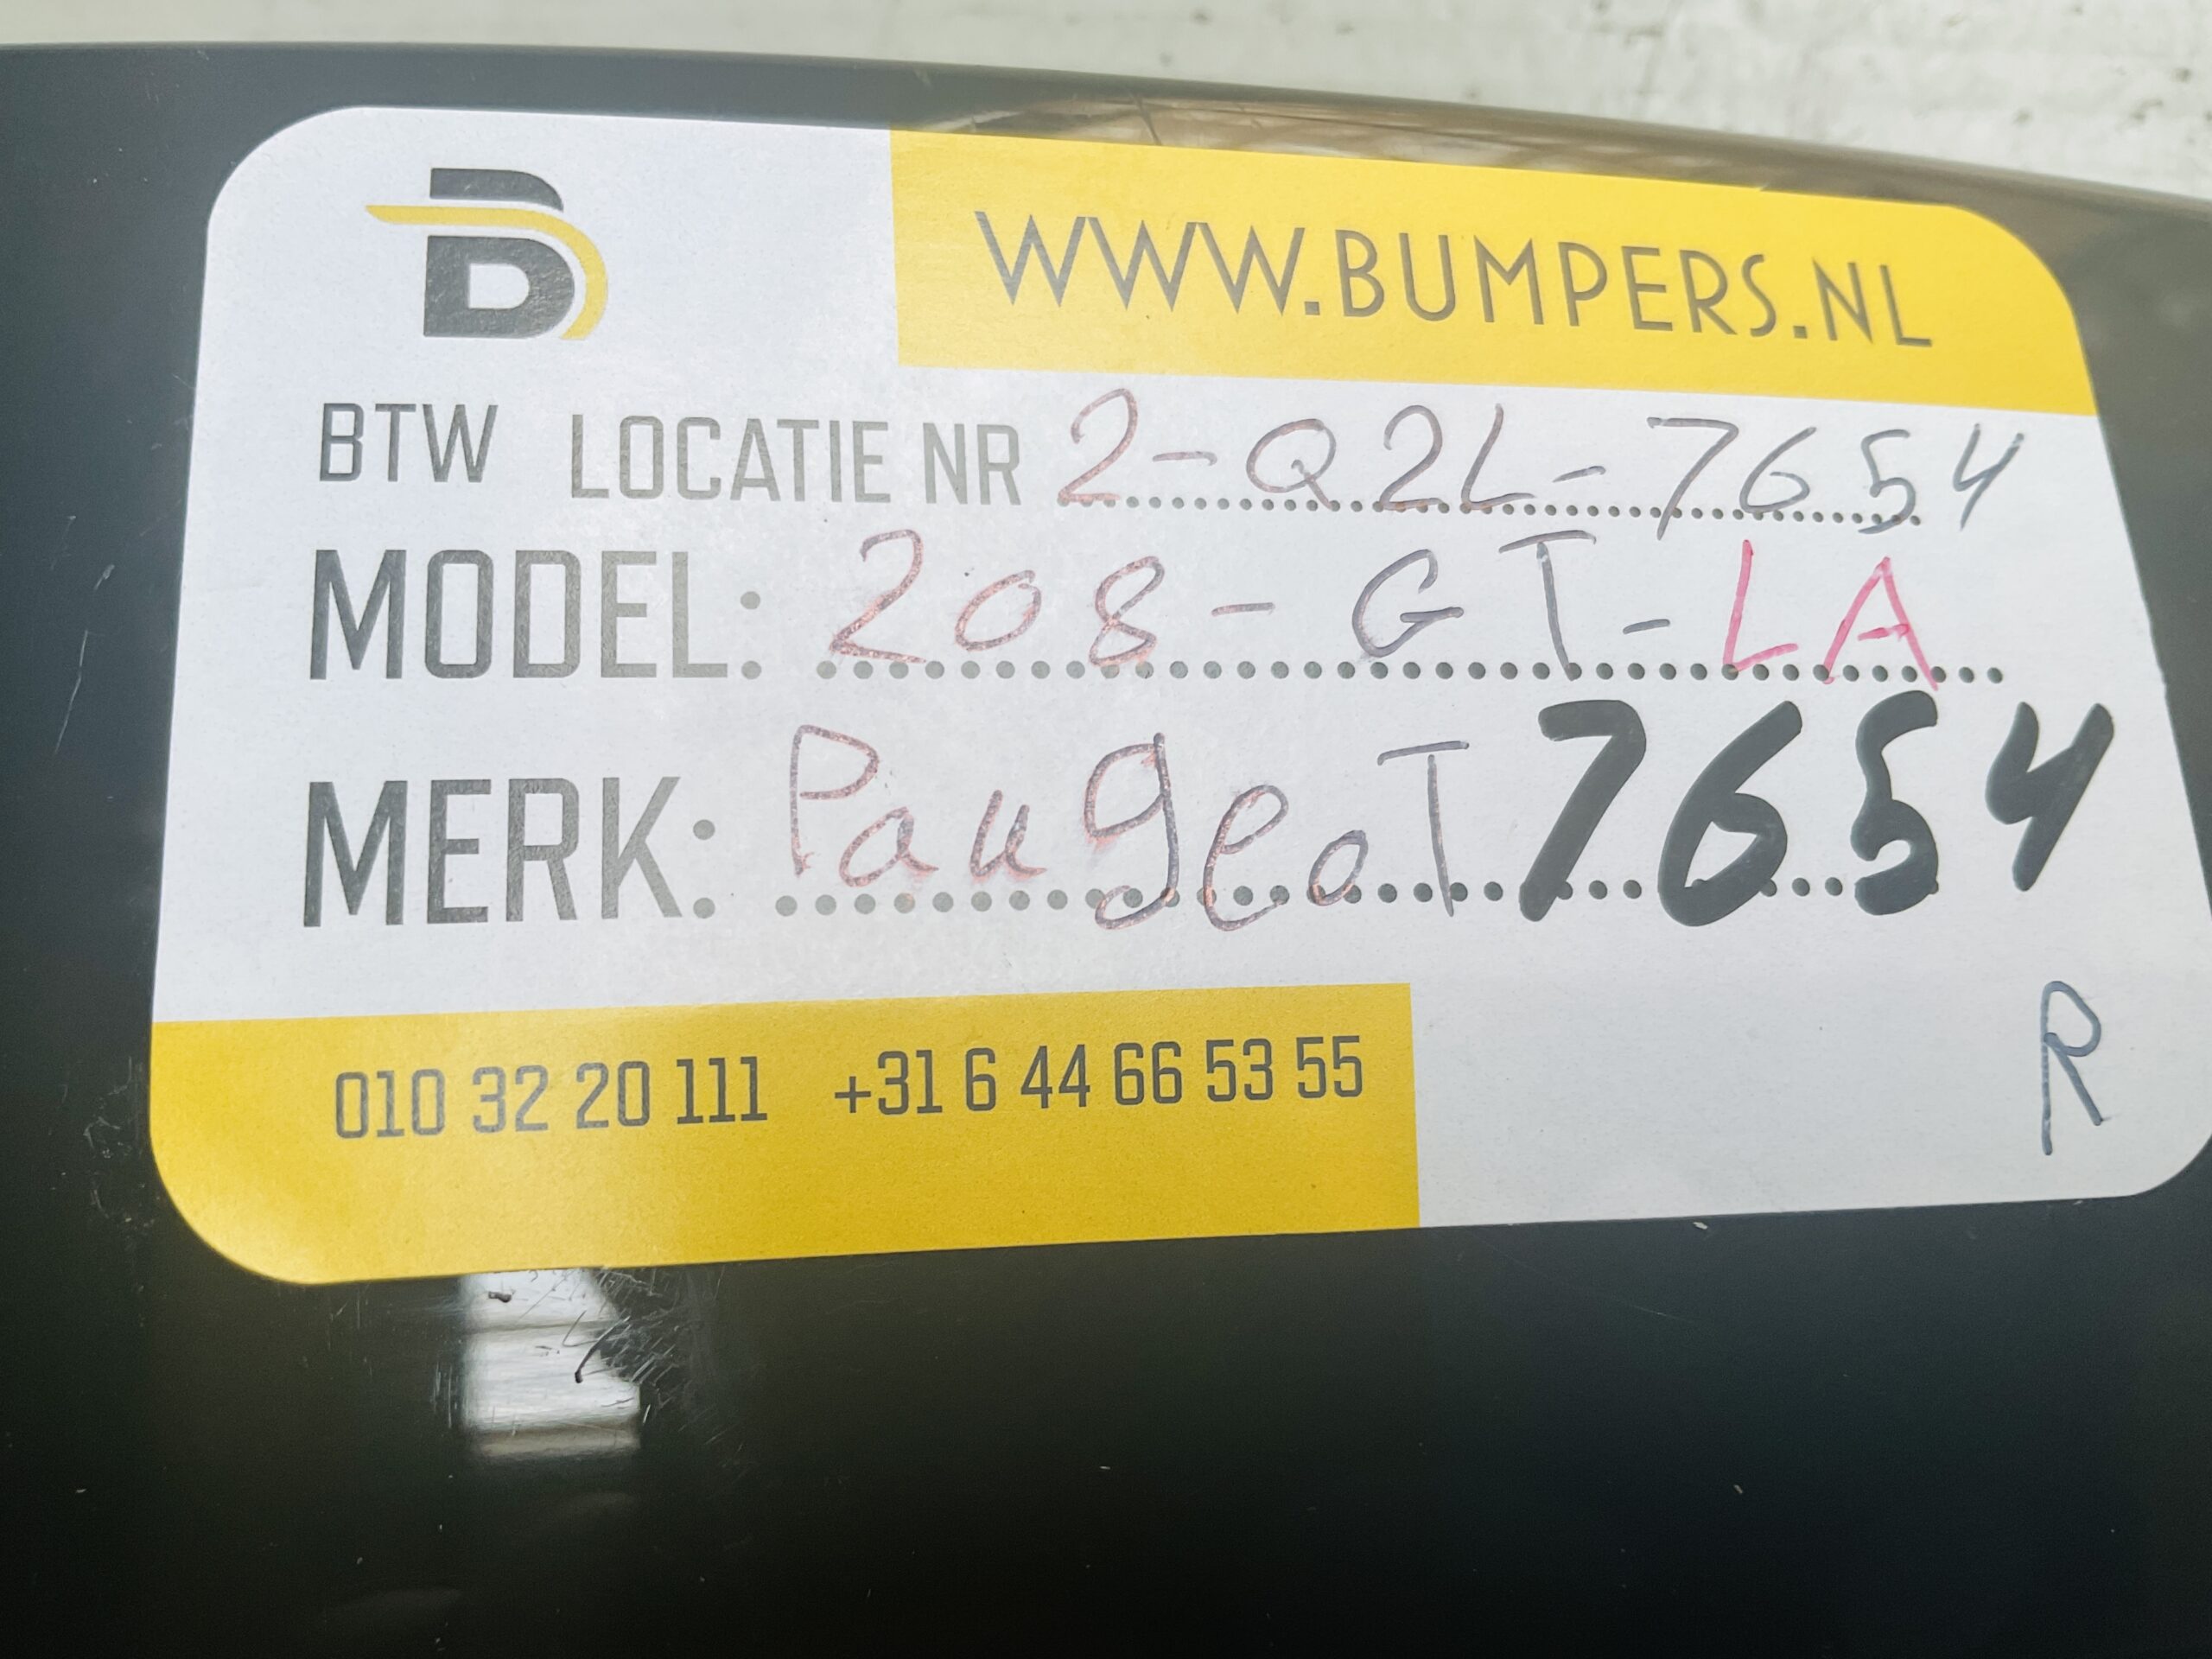 B
WWW.BUMPERS.NL
BTW LOCATIE NR 2-Q2L-7654
MODEL: 208-GT-LA
MERK: PaugeoT 7654
R
010 32 20 111 +31 6 44 66 53 55